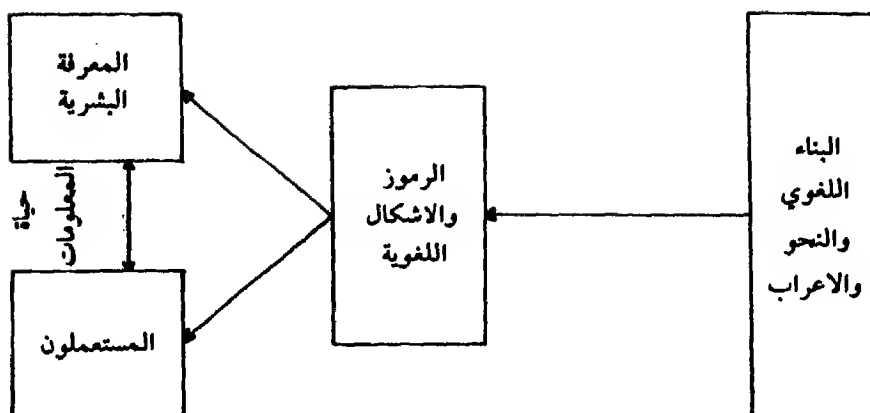 البناء
اللغوي
والنحو
والاعراب
الرموز
والاشكال
اللغوية
المعرفة
البشرية
حياة
المعلومات
المستعملون